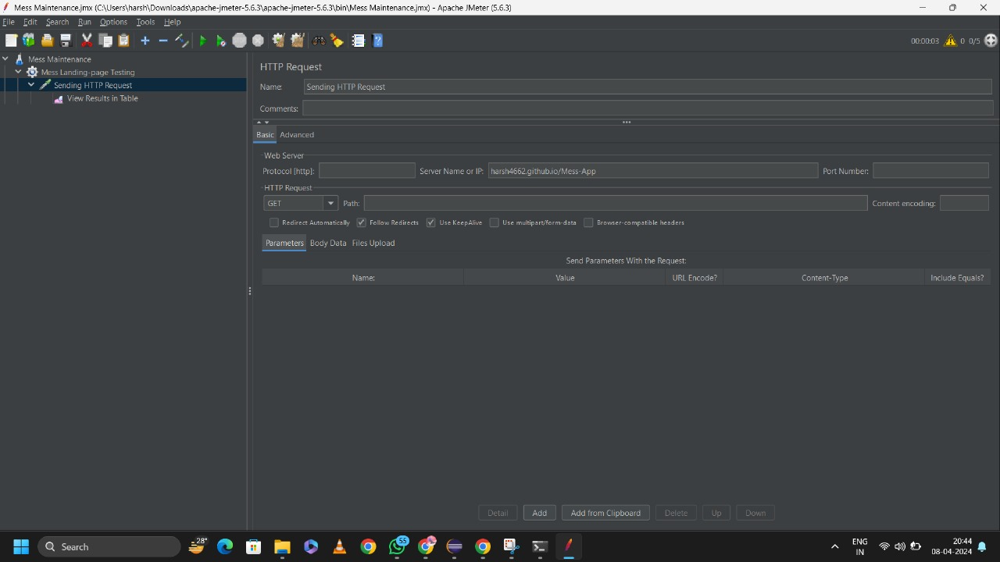 Mess Maintenance.jmx (C:\Users\harsh\Downloads\apache-jmeter-5.6.3\apache-jmeter-5.6.3\bin\Mess Maintenance.jmx) - Apache JMeter (5.6.3)
File Edit Search Run Options Tools Help
00:00:03 0 0/5
Mess Maintenance
Mess Landing-page Testing
Sending HTTP Request
View Results in Table
HTTP Request
Name: Sending HTTP Request
Comments:
Basic Advanced
Web Server
Protocol [http]: Server Name or IP: harsh4662.github.io/Mess-App Port Number:
HTTP Request
GET Path: Content encoding:
Redirect Automatically Follow Redirects Use KeepAlive Use multipart/form-data Browser-compatible headers
Parameters Body Data Files Upload
Send Parameters With the Request:
Name: Value URL Encode? Content-Type Include Equals?
Detail Add Add from Clipboard Delete Up Down
Search 28° 55 ENG 20:44
IN 08-04-2024